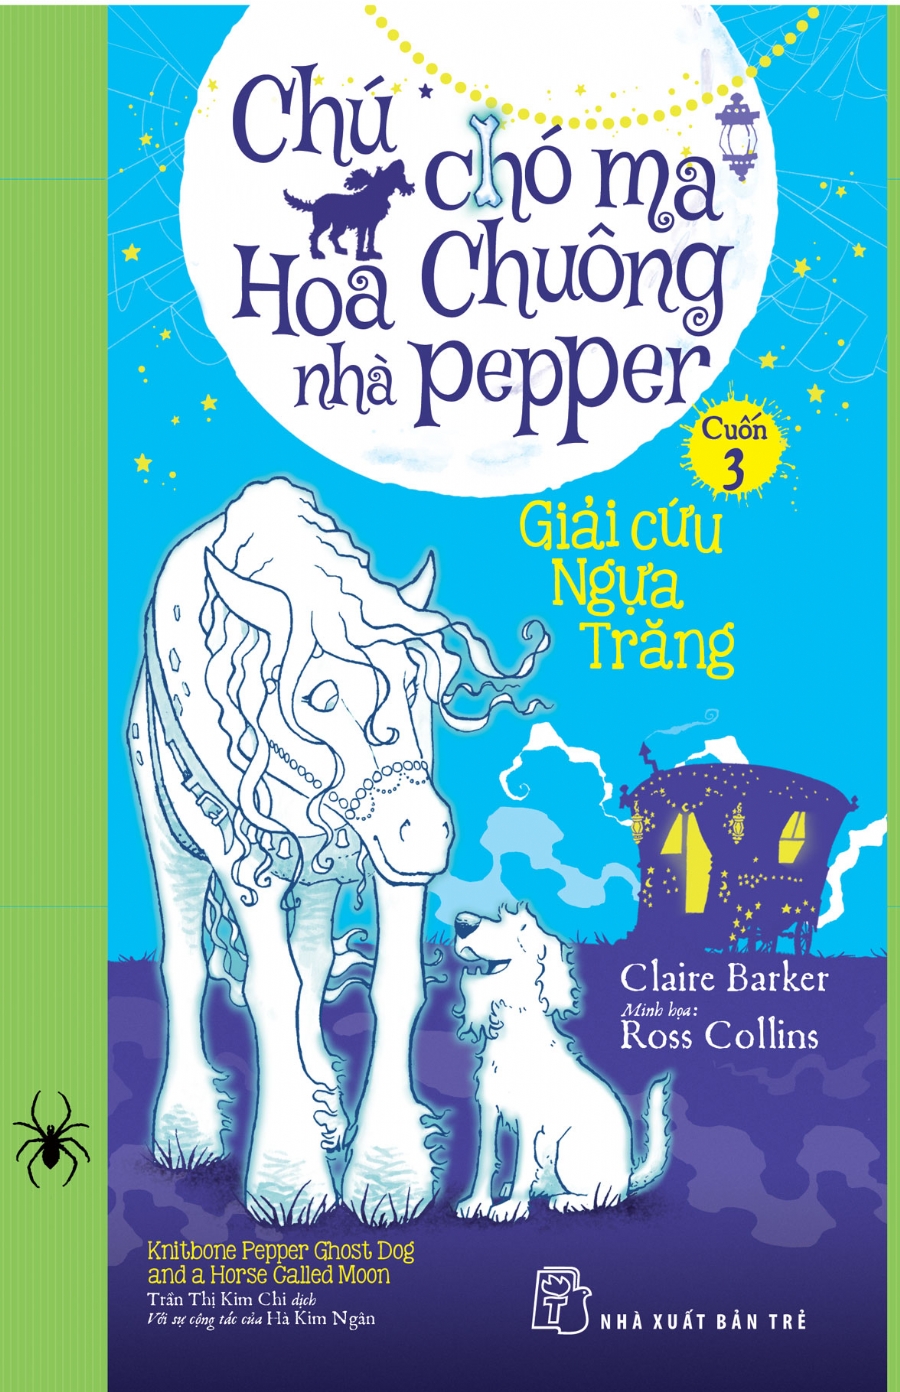 Chú
chó ma
Hoa Chuông
nhà pepper
Cuốn
3
Giải cứu
Ngựa
Trăng
Claire Barker
Minh họa:
Ross Collins
Knitbone Pepper Ghost Dog
and a Horse Called Moon
Trần Thị Kim Chi dịch
Với sự cộng tác của Hà Kim Ngân
NHÀ XUẤT BẢN TRẺ